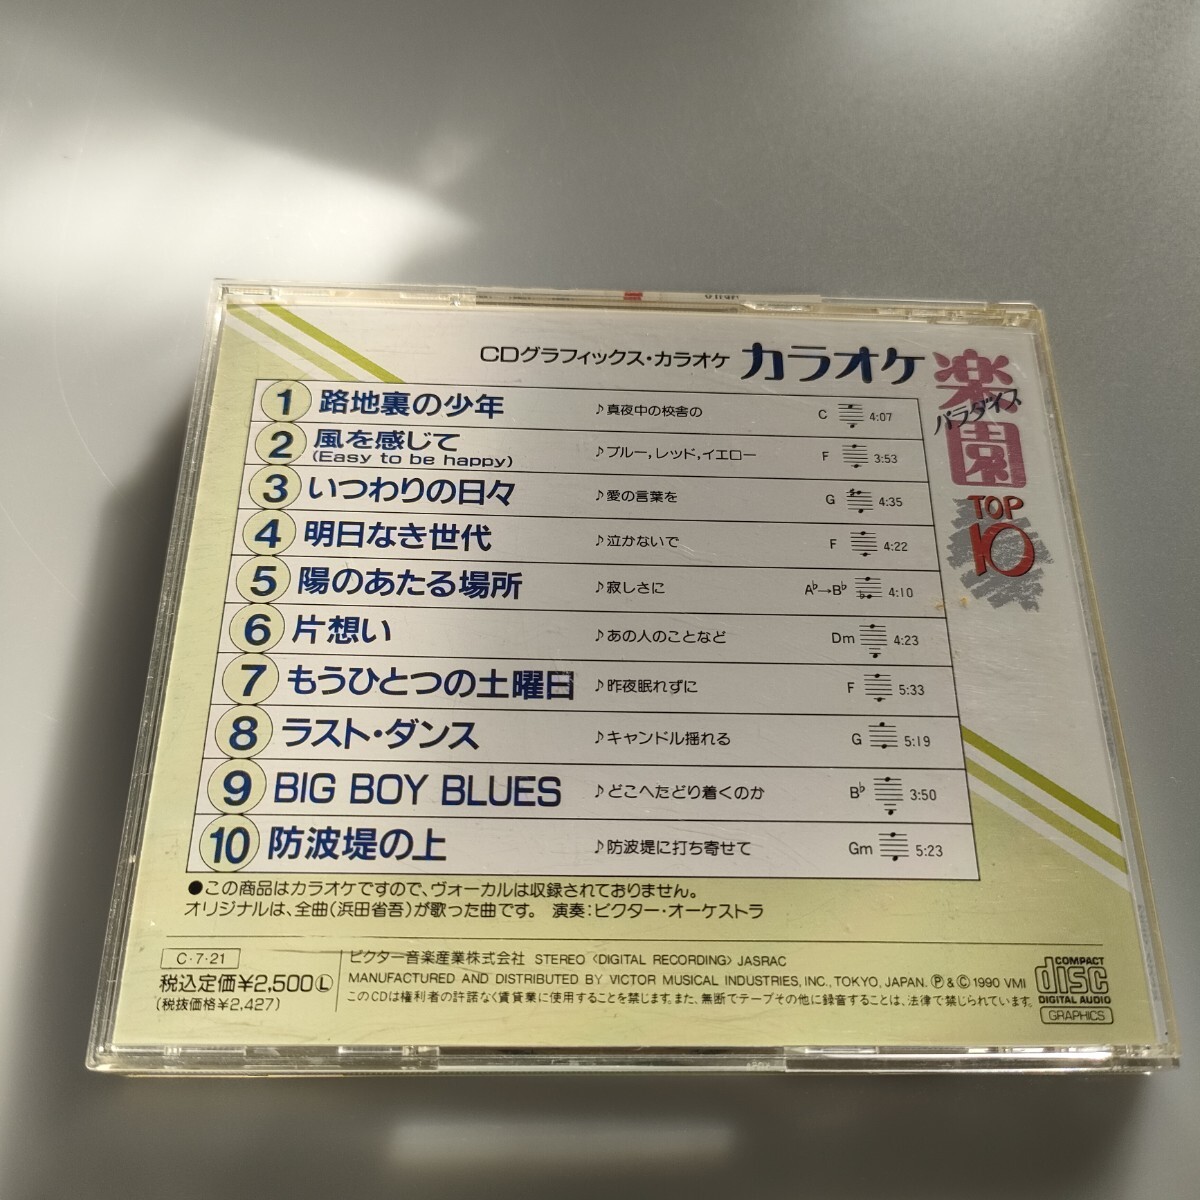 CDグラフィックス・カラオケ カラオケ 楽園
パラダイス
TOP
10
1 路地裏の少年 ♪真夜中の校舎の C 4:07
2 風を感じて ♪ブルー,レッド,イエロー F 3:53
(Easy to be happy)
3 いつわりの日々 ♪愛の言葉を G 4:35
4 明日なき世代 ♪泣かないで F 4:22
5 陽のあたる場所 ♪寂しさに A♭→B♭ 4:10
6 片想い ♪あの人のことなど Dm 4:23
7 もうひとつの土曜日 ♪昨夜眠れずに F 5:33
8 ラスト・ダンス ♪キャンドル揺れる G 5:19
9 BIG BOY BLUES ♪どこへたどり着くのか B♭ 3:50
10 防波堤の上 ♪防波堤に打ち寄せて Gm 5:23
●この商品はカラオケですので、ヴォーカルは収録されておりません。
オリジナルは、全曲(浜田省吾)が歌った曲です。 演奏:ビクター・オーケストラ
C・7・21
税込定価¥2,500Ⓛ
(税抜価格¥2,427)
ビクター音楽産業株式会社 STEREO 〈DIGITAL RECORDING〉 JASRAC
MANUFACTURED AND DISTRIBUTED BY VICTOR MUSICAL INDUSTRIES, INC., TOKYO, JAPAN. Ⓟ & Ⓒ 1990 VMI
このCDは権利者の許諾なく賃貸業に使用することを禁じます。また、無断でテープその他に録音することは、法律で禁じられています。
COMPACT
disc
DIGITAL AUDIO
GRAPHICS